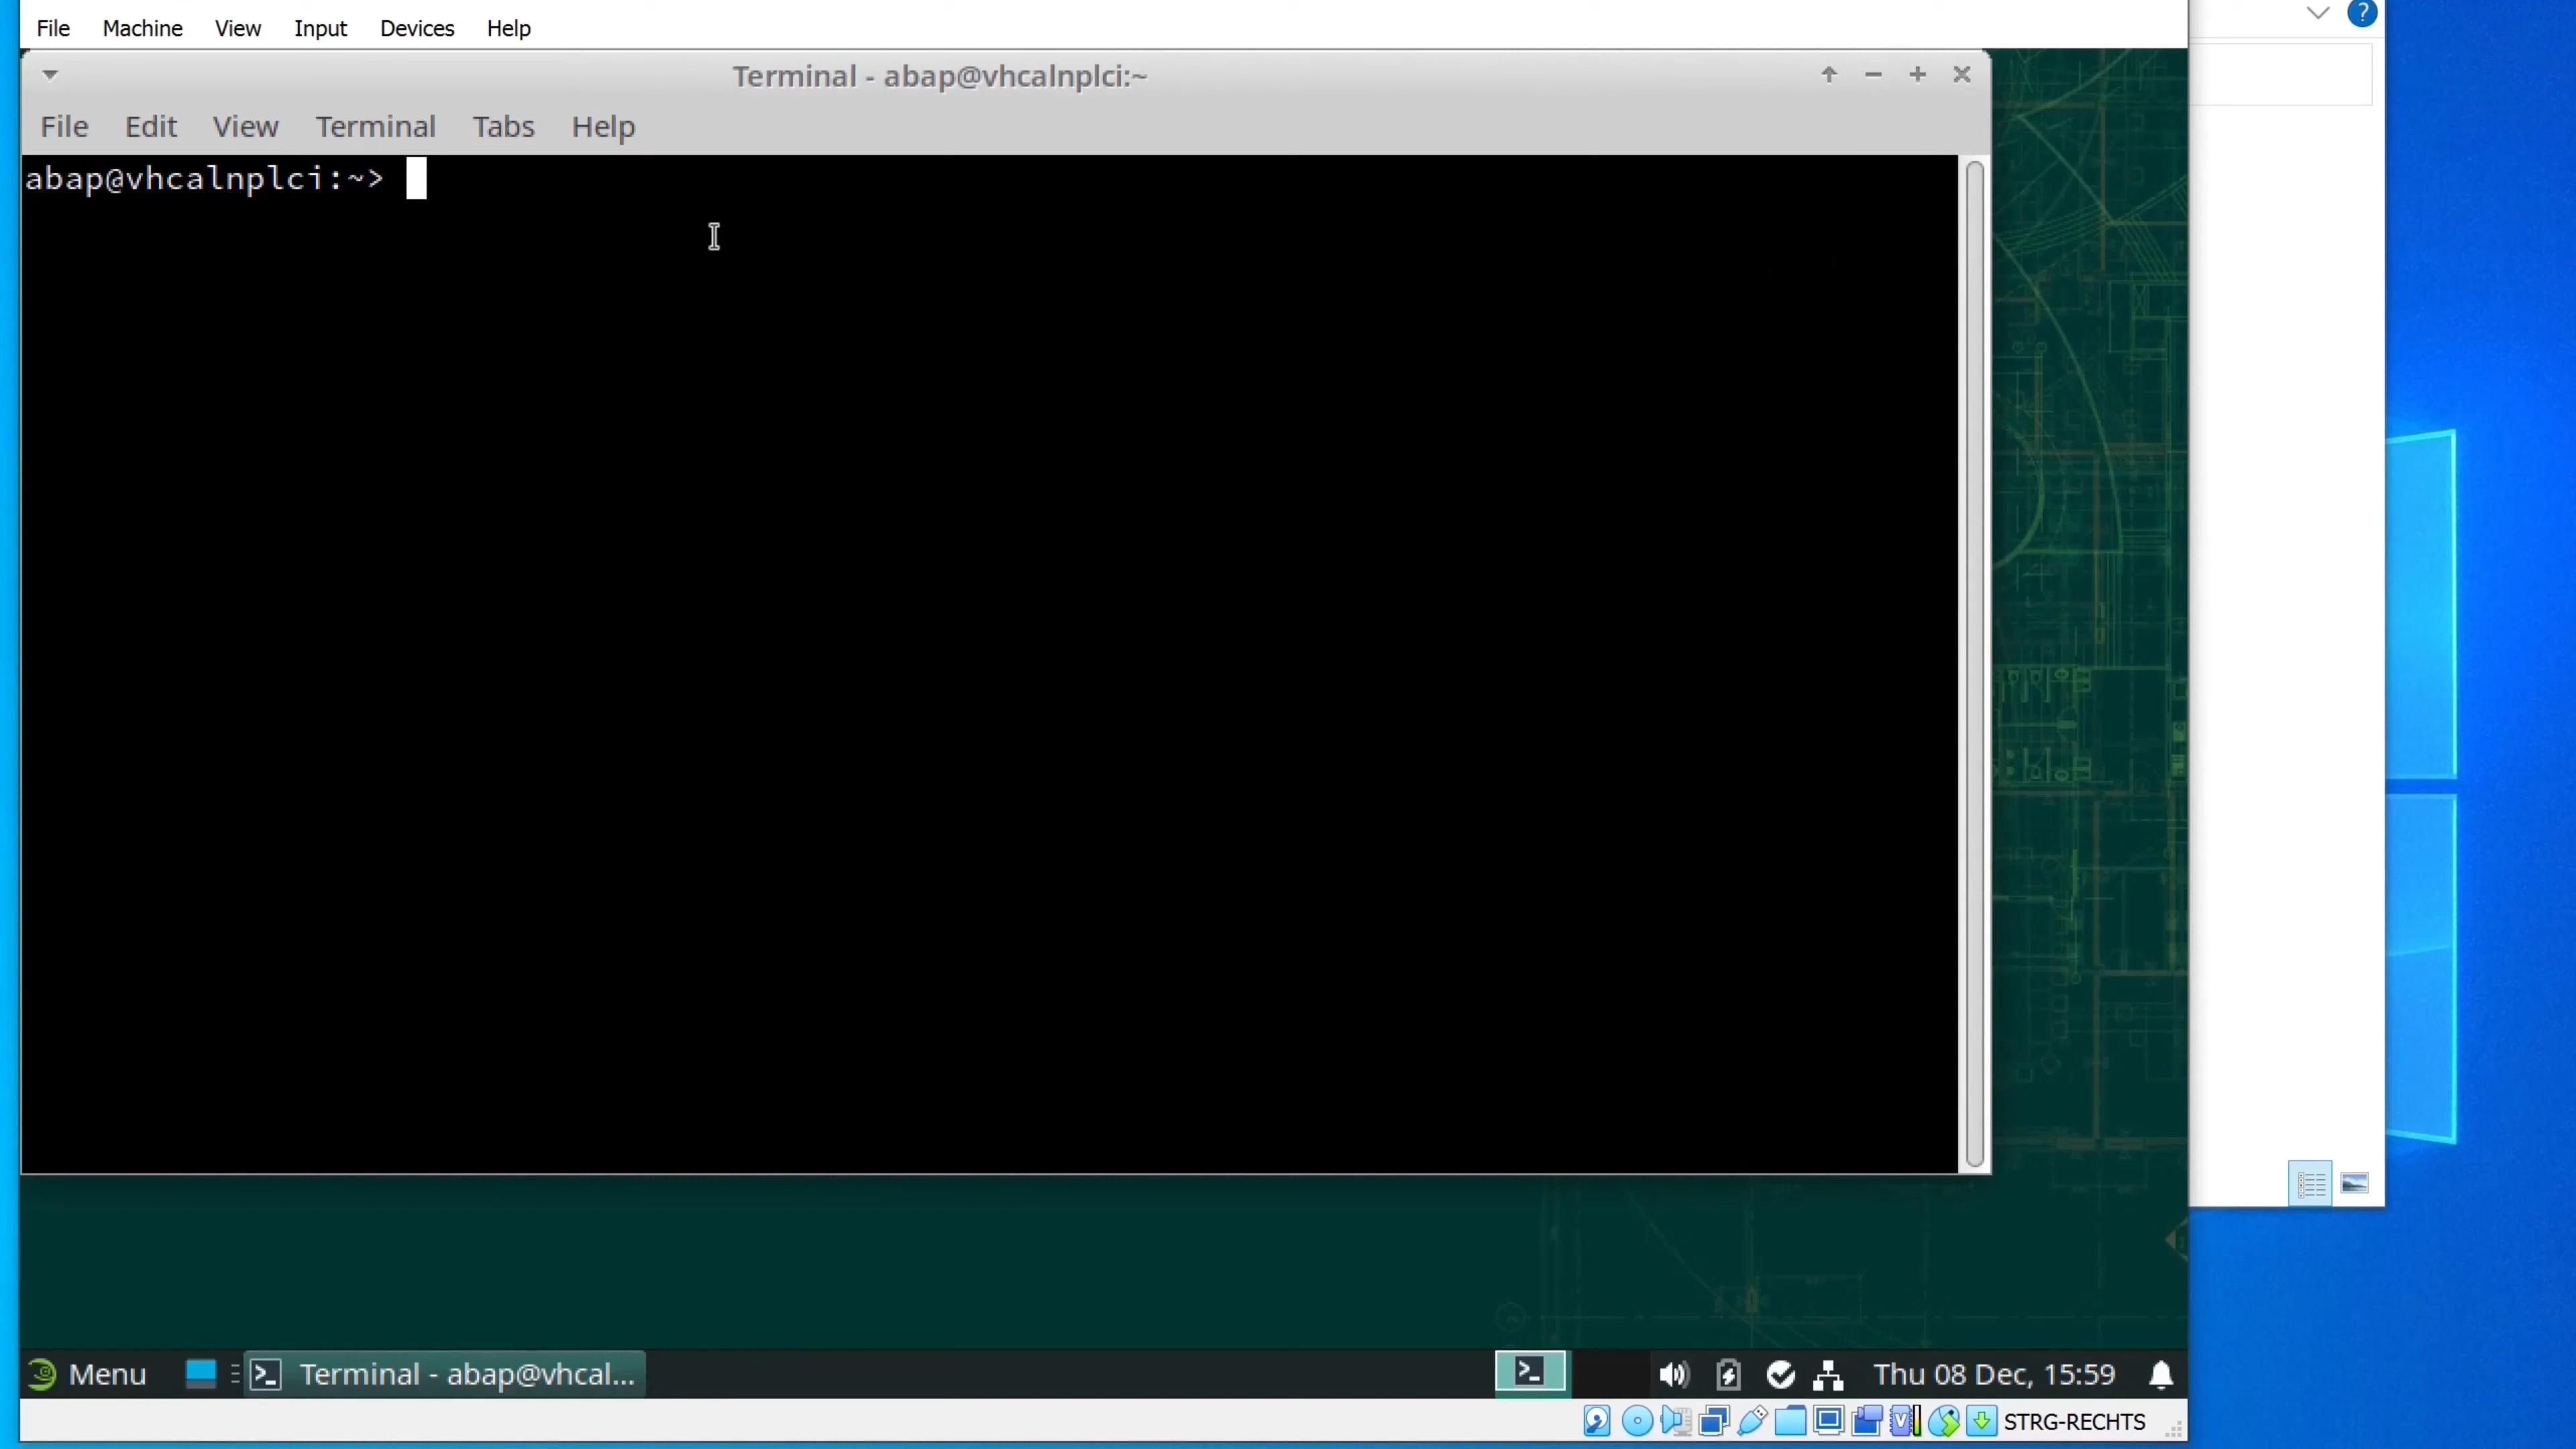 File Machine View Input Devices Help
?
Terminal - abap@vhcalnplci:~
File Edit View Terminal Tabs Help
abap@vhcalnplci:~>
Menu Terminal - abap@vhcal... Thu 08 Dec, 15:59
STRG-RECHTS